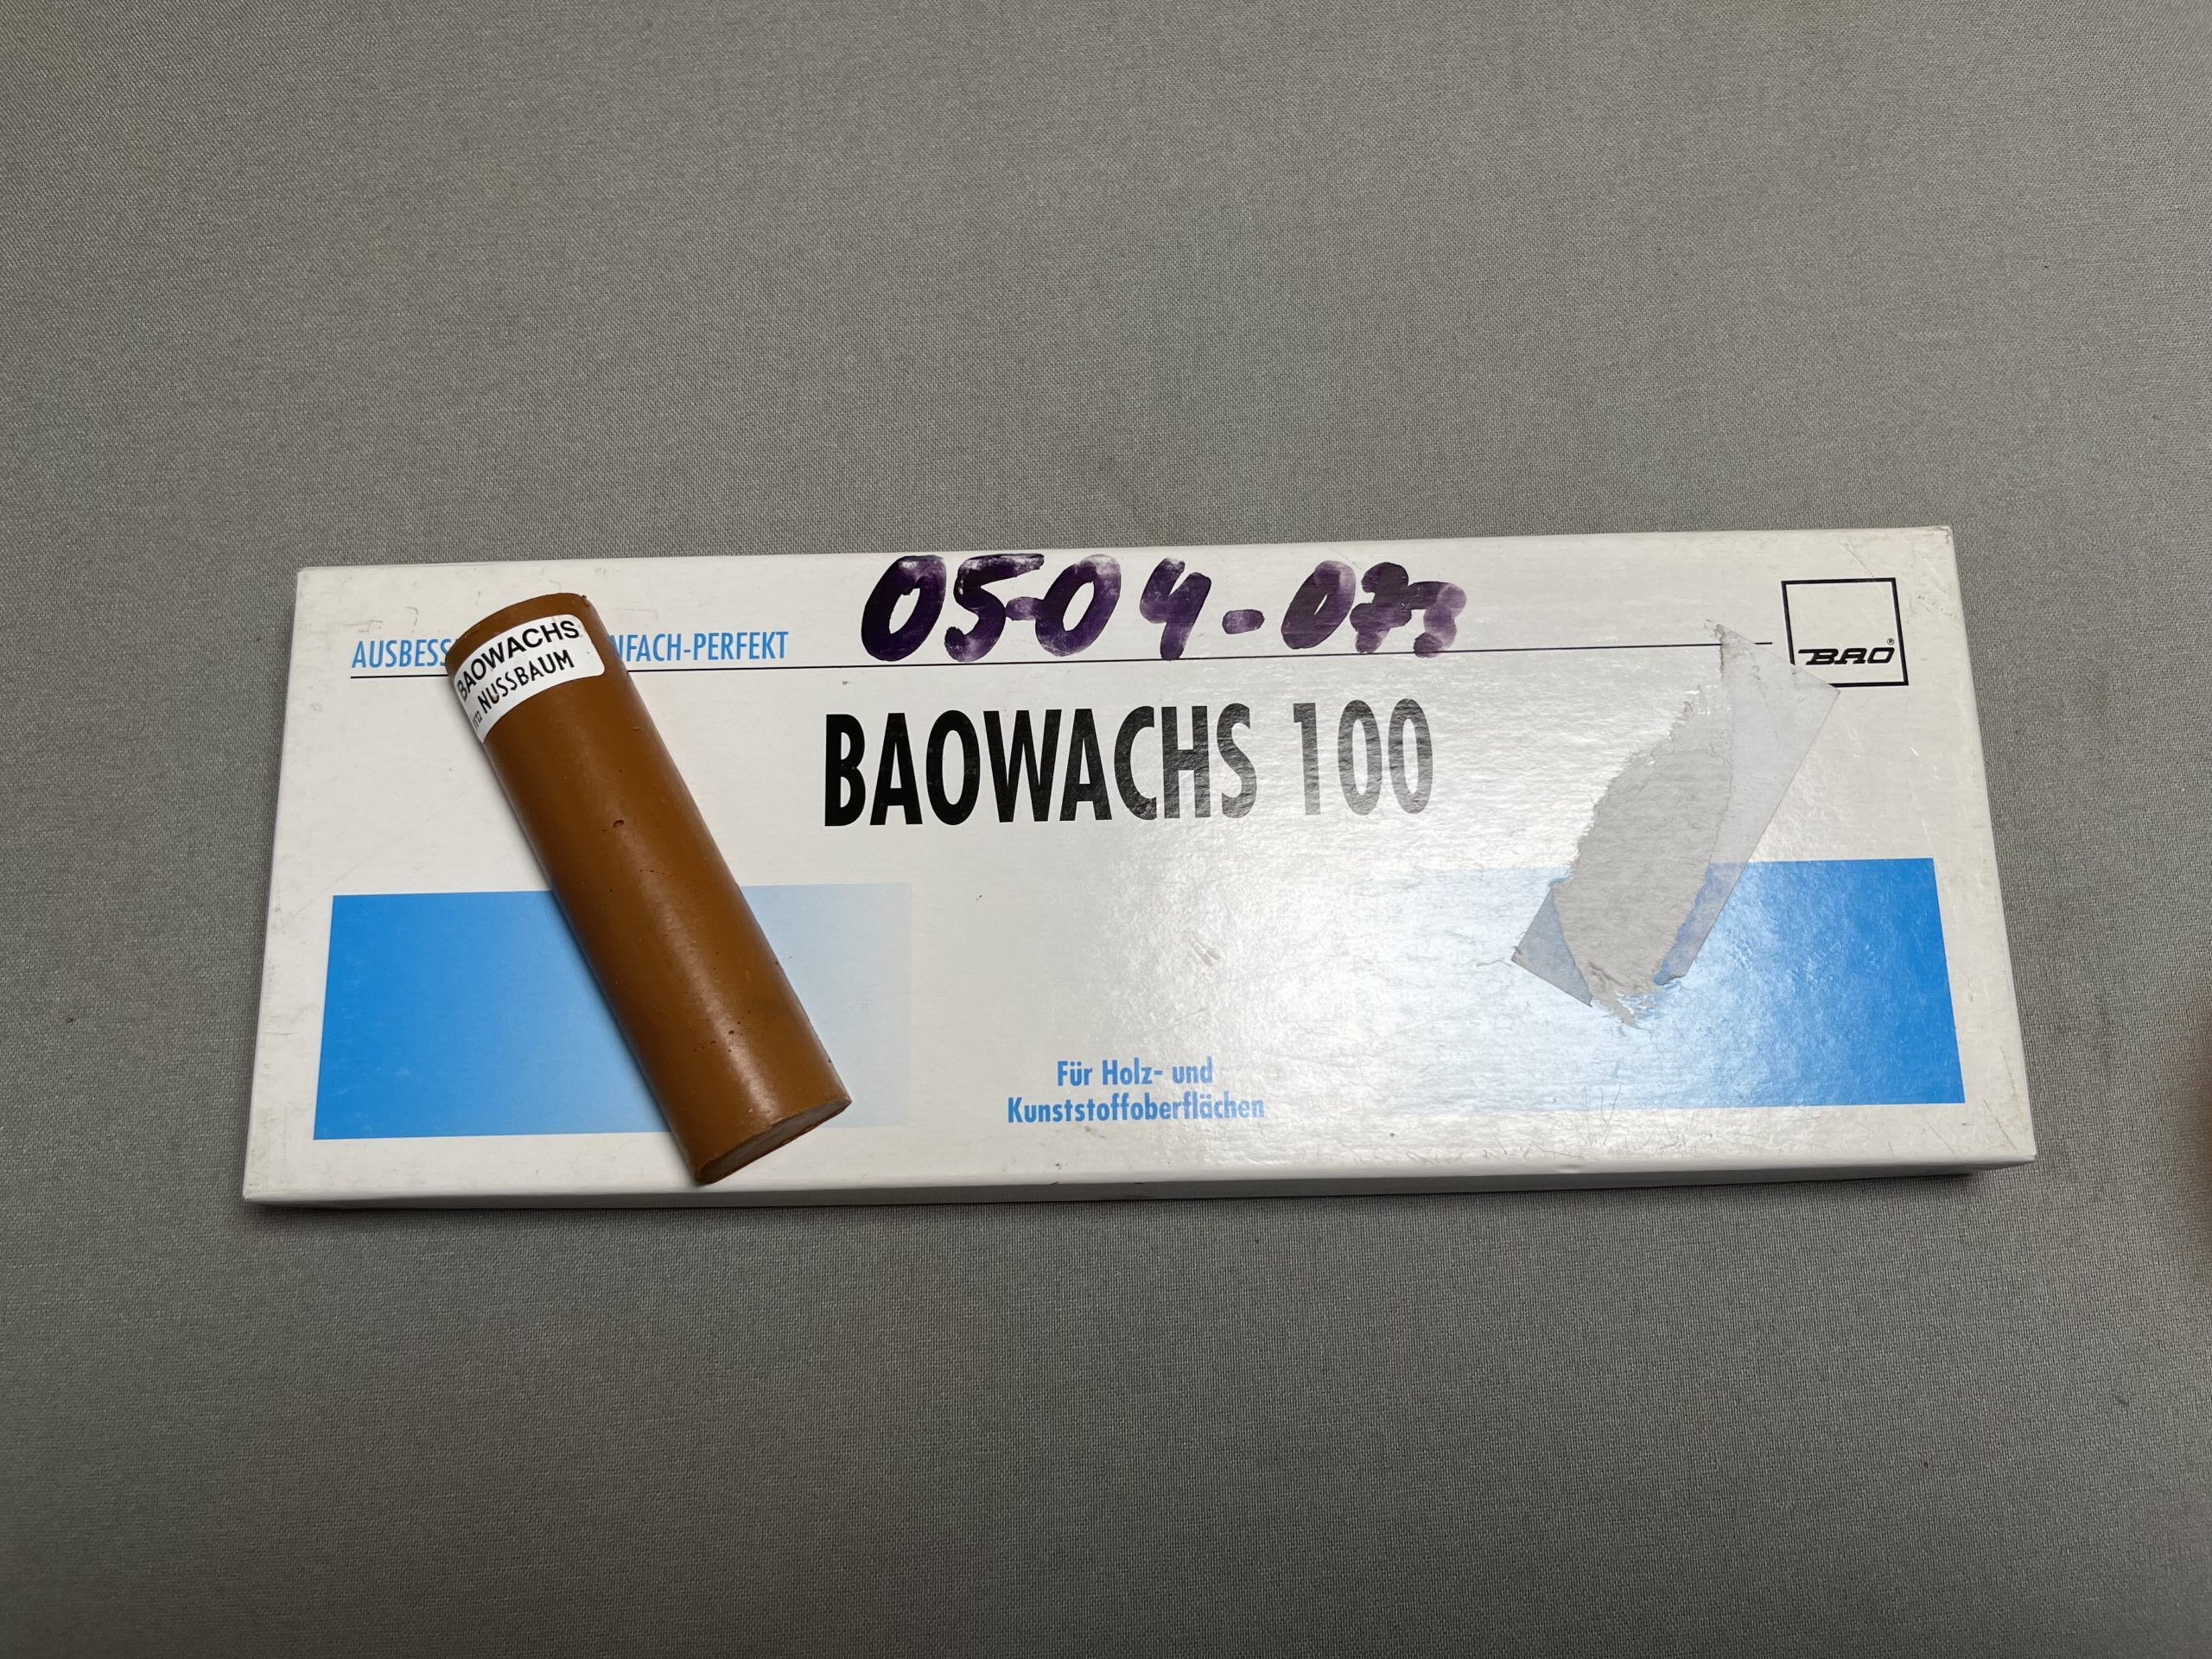 0504-073
AUSBESS NFACH-PERFEKT
BAO®
BAOWACHS
NUSSBAUM
BAOWACHS 100
Für Holz- und
Kunststoffoberflächen